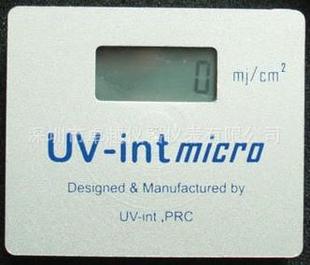 0 mj/cm²
UV-int micro
Designed & Manufactured by
UV-int ,PRC